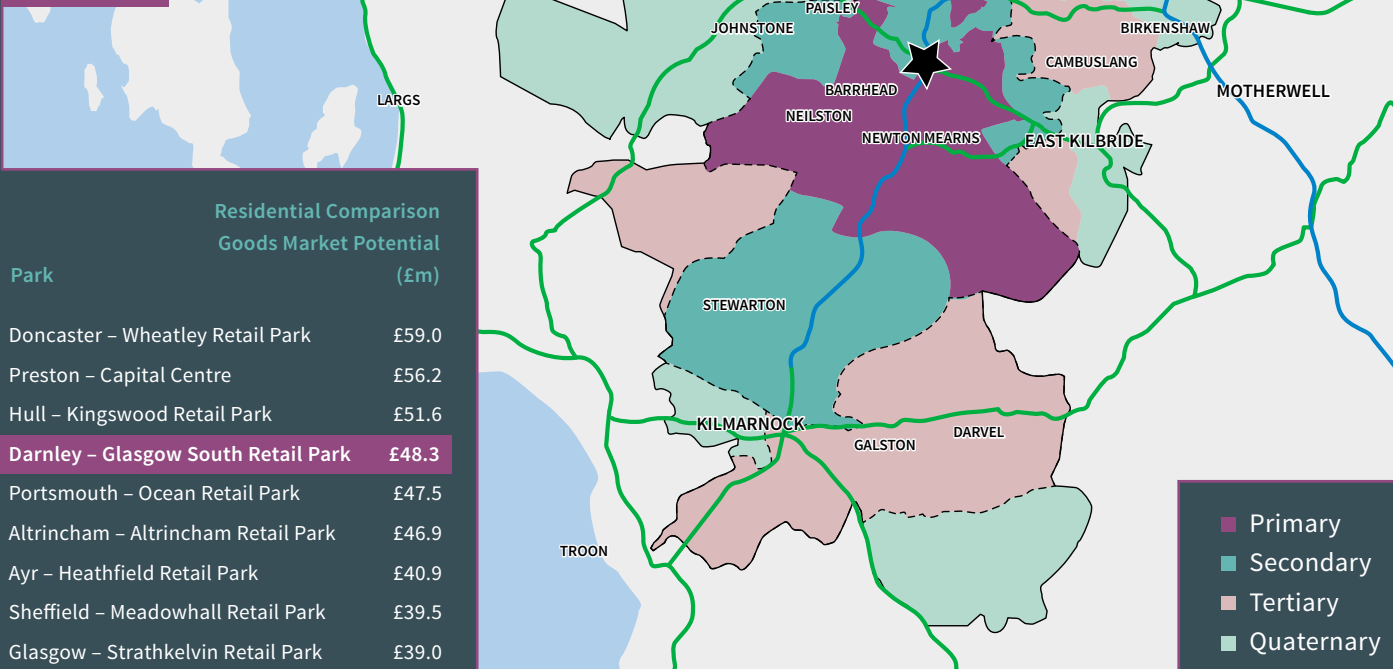 PAISLEY
JOHNSTONE
BIRKENSHAW
CAMBUSLANG
BARRHEAD
MOTHERWELL
LARGS
NEILSTON
NEWTON MEARNS
EAST KILBRIDE
STEWARTON
KILMARNOCK
DARVEL
GALSTON
TROON
Residential Comparison
Goods Market Potential
Park (£m)
Doncaster – Wheatley Retail Park £59.0
Preston – Capital Centre £56.2
Hull – Kingswood Retail Park £51.6
Darnley – Glasgow South Retail Park £48.3
Portsmouth – Ocean Retail Park £47.5
Altrincham – Altrincham Retail Park £46.9
Ayr – Heathfield Retail Park £40.9
Sheffield – Meadowhall Retail Park £39.5
Glasgow – Strathkelvin Retail Park £39.0
Primary
Secondary
Tertiary
Quaternary